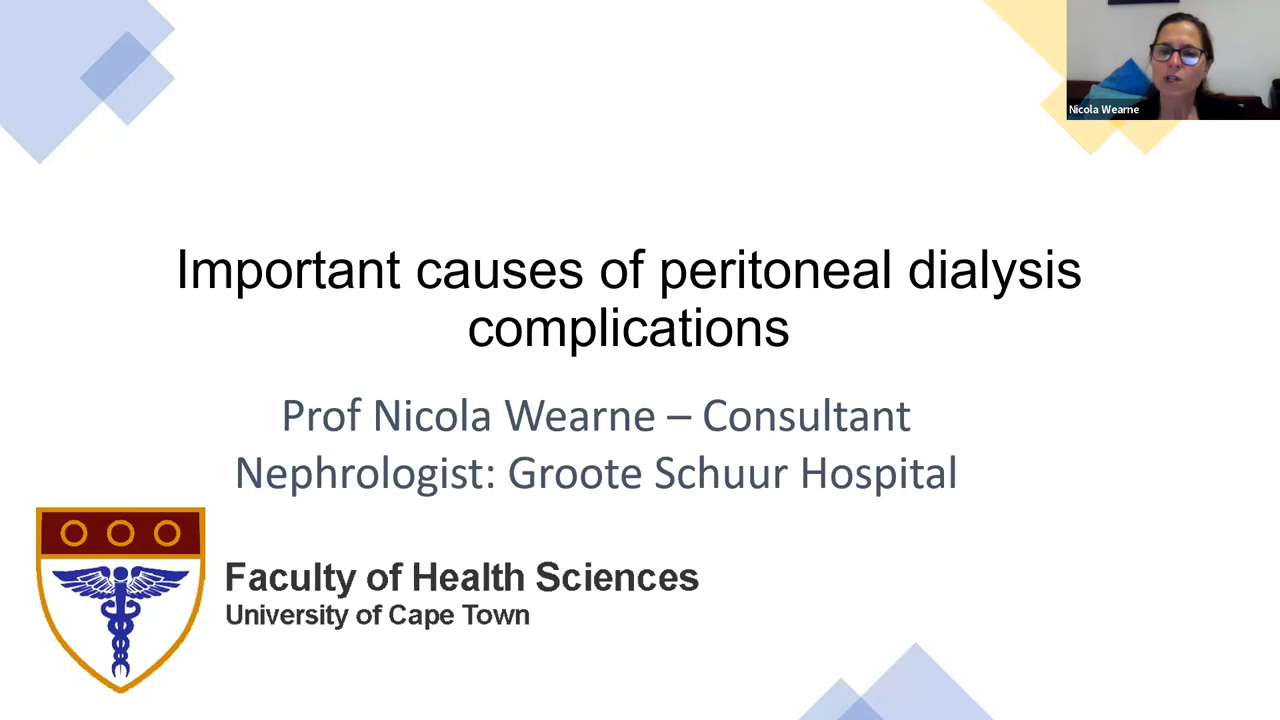 Nicola Wearne
Important causes of peritoneal dialysis
complications
Prof Nicola Wearne – Consultant
Nephrologist: Groote Schuur Hospital
Faculty of Health Sciences
University of Cape Town